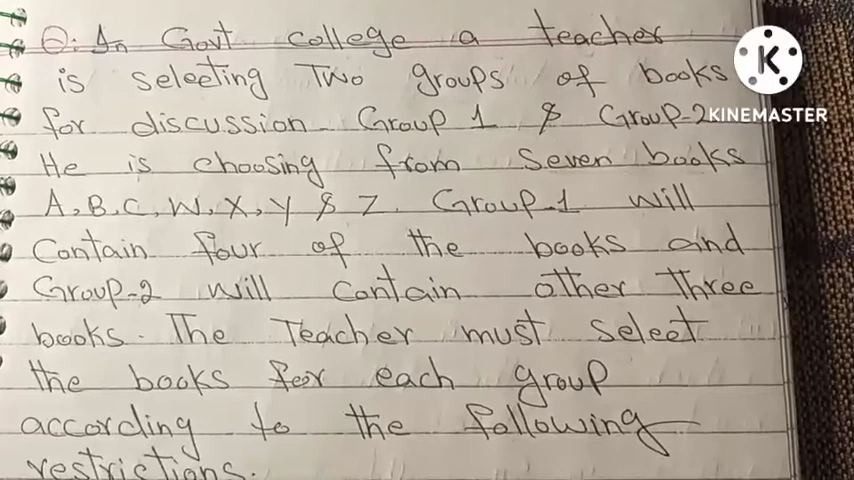 Q: In Govt college a teacher
is selecting Two groups of books
for discussion Group 1 & Group-2
He is choosing from seven books
A, B, C, W, X, Y & Z. Group-1 will
Contain four of the books and
Group-2 will contain other three
books. The Teacher must select
the books for each group
according to the following
restrictions.
K
KINEMASTER